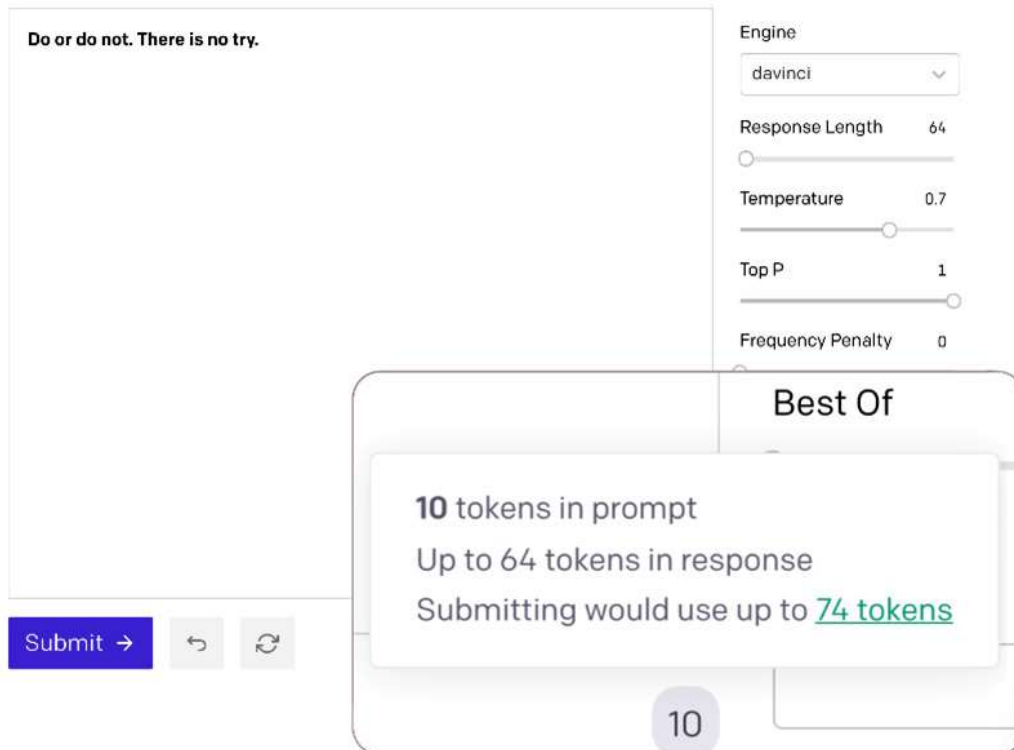 Do or do not. There is no try.
Engine
davinci
Response Length 64
Temperature 0.7
Top P 1
Frequency Penalty 0
Best Of
10 tokens in prompt
Up to 64 tokens in response
Submitting would use up to 74 tokens
Submit →
10